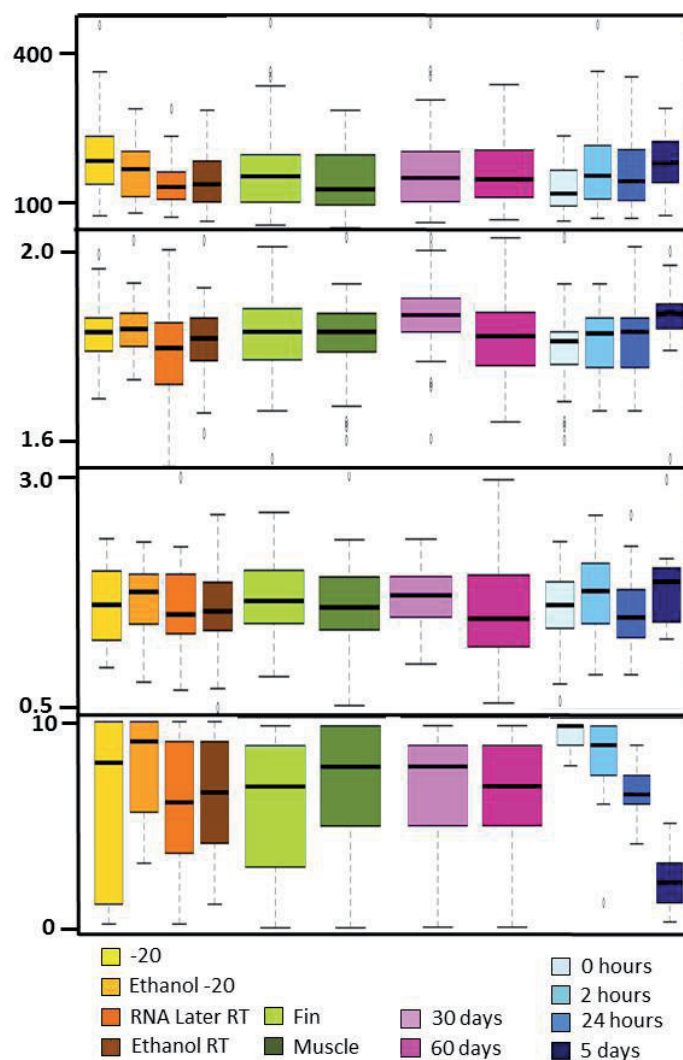 400
100
2.0
1.6
3.0
0.5
10
0
-20
Ethanol -20
RNA Later RT
Ethanol RT
Fin
Muscle
30 days
60 days
0 hours
2 hours
24 hours
5 days